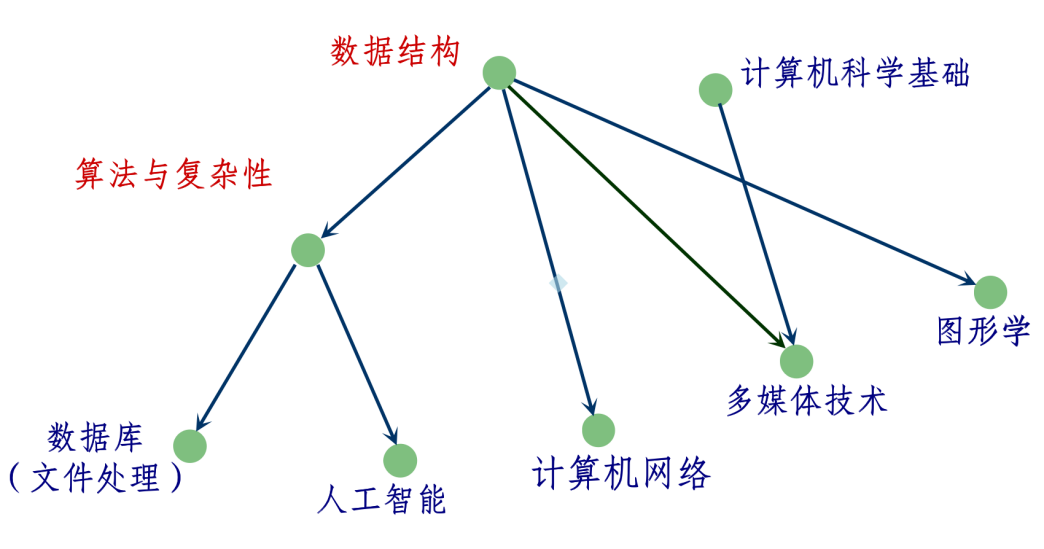 数据结构
计算机科学基础
算法与复杂性
图形学
多媒体技术
数据库
（文件处理）
计算机网络
人工智能